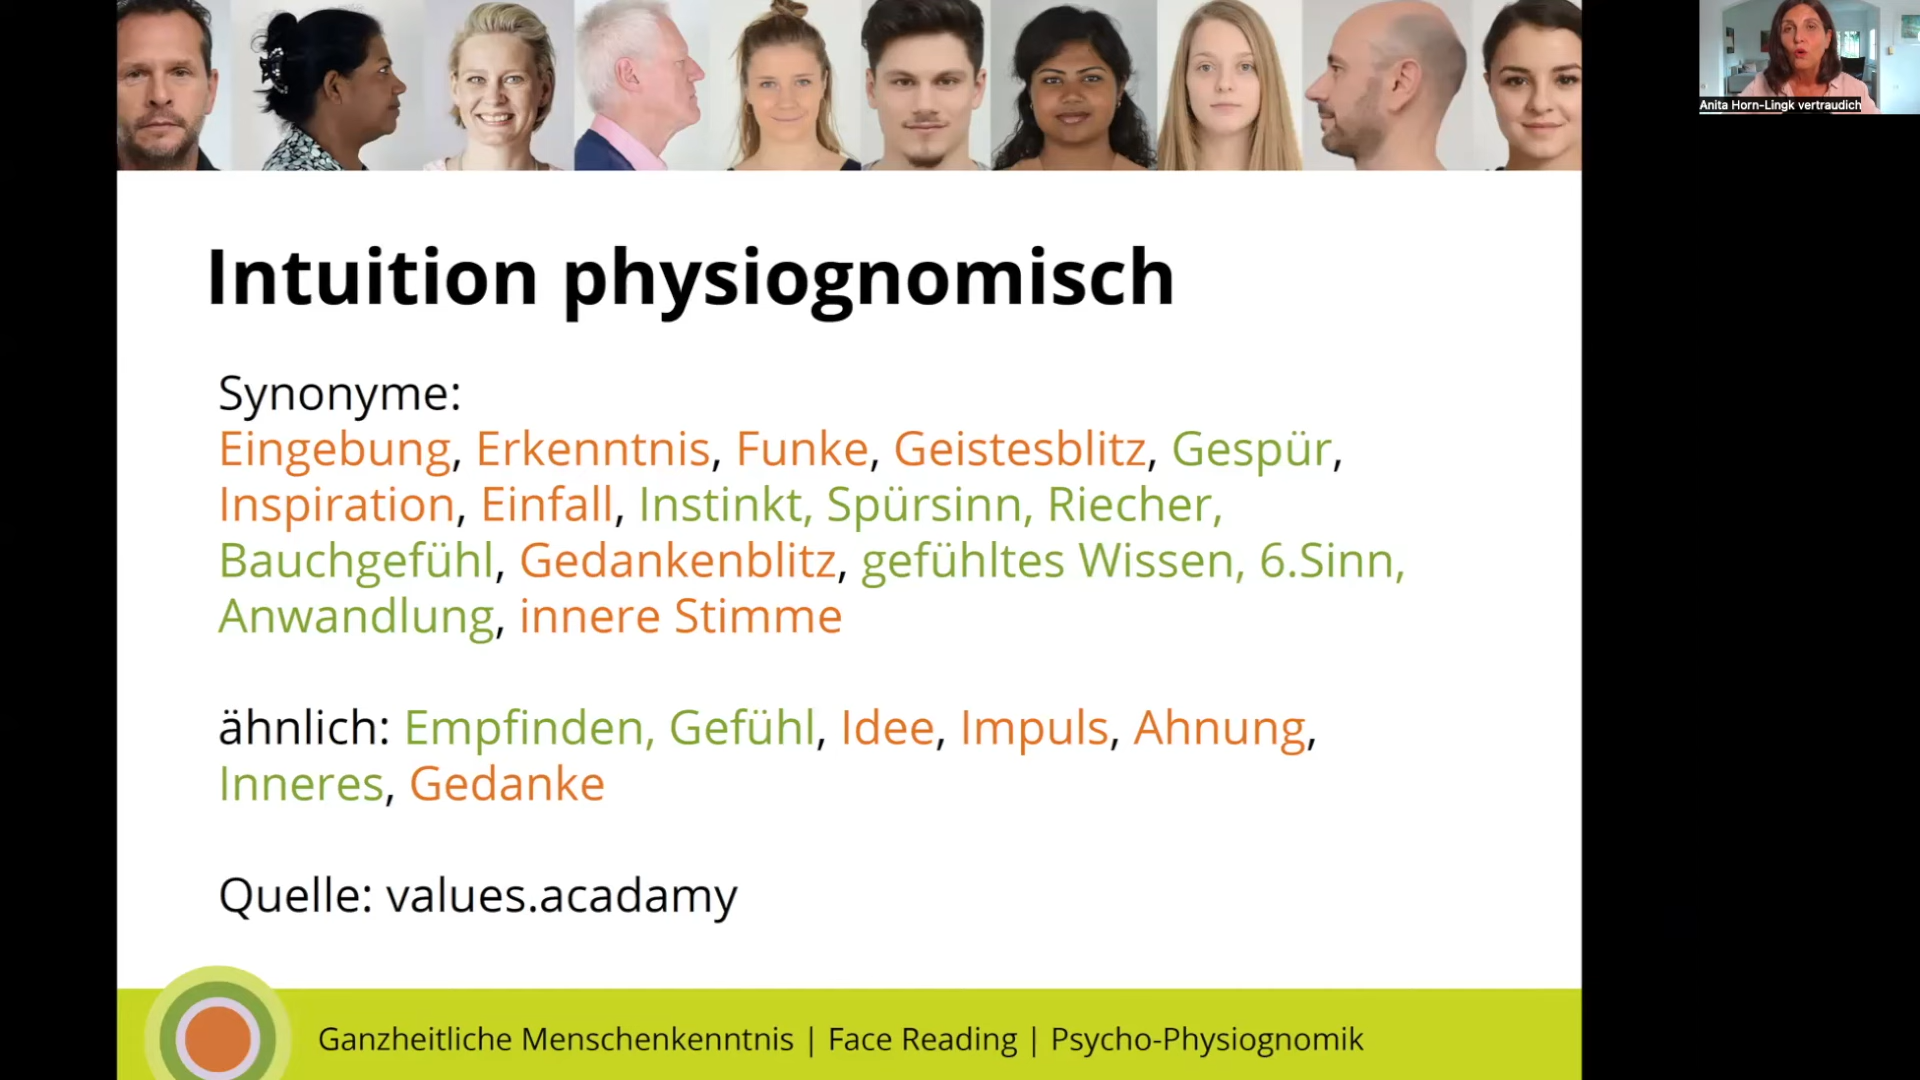 Anita Horn-Lingk vertraudich
Intuition physiognomisch
Synonyme:
Eingebung, Erkenntnis, Funke, Geistesblitz, Gespür,
Inspiration, Einfall, Instinkt, Spürsinn, Riecher,
Bauchgefühl, Gedankenblitz, gefühltes Wissen, 6.Sinn,
Anwandlung, innere Stimme
ähnlich: Empfinden, Gefühl, Idee, Impuls, Ahnung,
Inneres, Gedanke
Quelle: values.acadamy
Ganzheitliche Menschenkenntnis | Face Reading | Psycho-Physiognomik